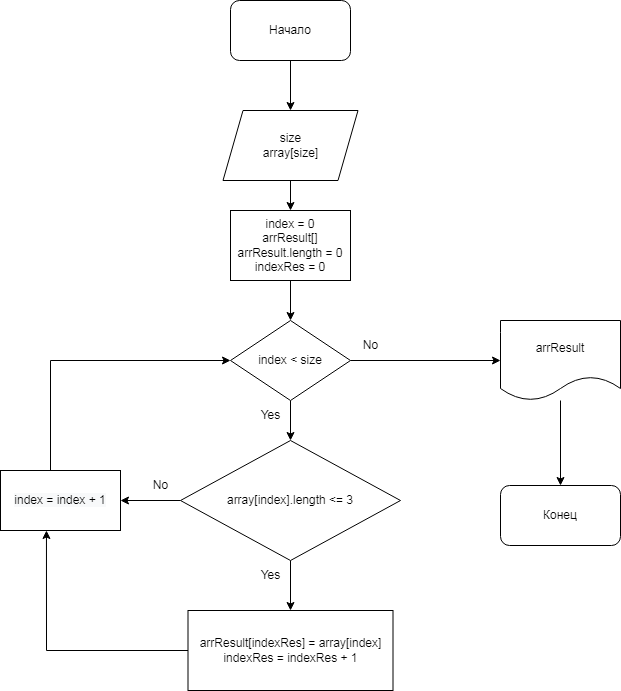 Начало
size
array[size]
index = 0
arrResult[]
arrResult.length = 0
indexRes = 0
index < size
No
arrResult
Yes
array[index].length <= 3
No
index = index + 1
Конец
Yes
arrResult[indexRes] = array[index]
indexRes = indexRes + 1